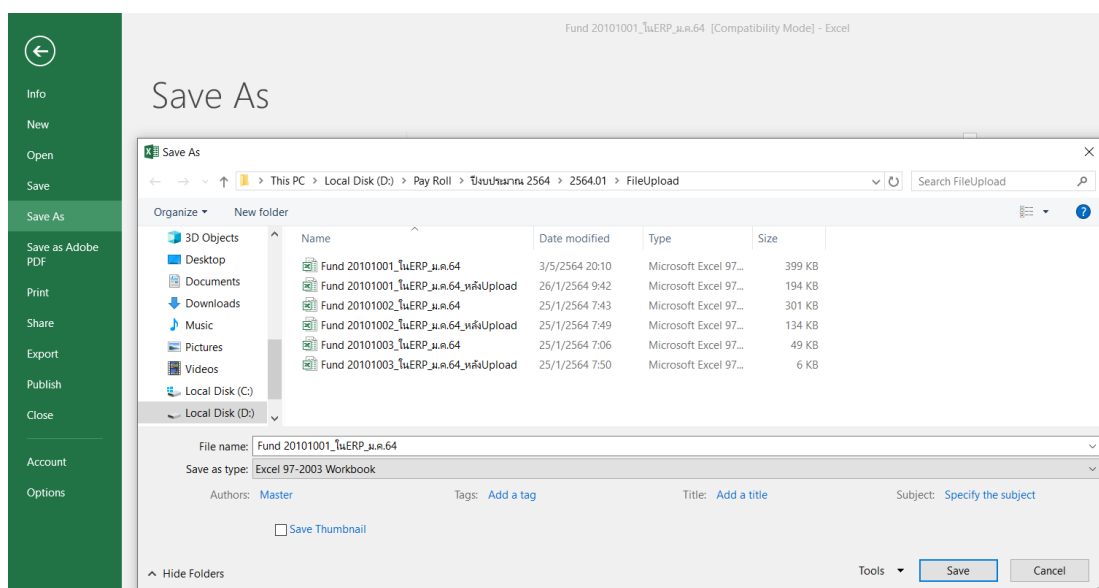 Fund 20101001_ในERP_ม.ค.64 [Compatibility Mode] - Excel
Info
New
Open
Save
Save As
Save as Adobe
PDF
Print
Share
Export
Publish
Close
Account
Options
Save As
Save As
This PC > Local Disk (D:) > Pay Roll > ปีงบประมาณ 2564 > 2564.01 > FileUpload
Search FileUpload
Organize
New folder
3D Objects
Desktop
Documents
Downloads
Music
Pictures
Videos
Local Disk (C:)
Local Disk (D:)
Name Date modified Type Size
Fund 20101001_ในERP_ม.ค.64 3/5/2564 20:10 Microsoft Excel 97... 399 KB
Fund 20101001_ในERP_ม.ค.64_หลังUpload 26/1/2564 9:42 Microsoft Excel 97... 194 KB
Fund 20101002_ในERP_ม.ค.64 25/1/2564 7:43 Microsoft Excel 97... 301 KB
Fund 20101002_ในERP_ม.ค.64_หลังUpload 25/1/2564 7:49 Microsoft Excel 97... 134 KB
Fund 20101003_ในERP_ม.ค.64 25/1/2564 7:06 Microsoft Excel 97... 49 KB
Fund 20101003_ในERP_ม.ค.64_หลังUpload 25/1/2564 7:50 Microsoft Excel 97... 6 KB
File name: Fund 20101001_ในERP_ม.ค.64
Save as type: Excel 97-2003 Workbook
Authors: Master Tags: Add a tag Title: Add a title Subject: Specify the subject
Save Thumbnail
Hide Folders
Tools Save Cancel